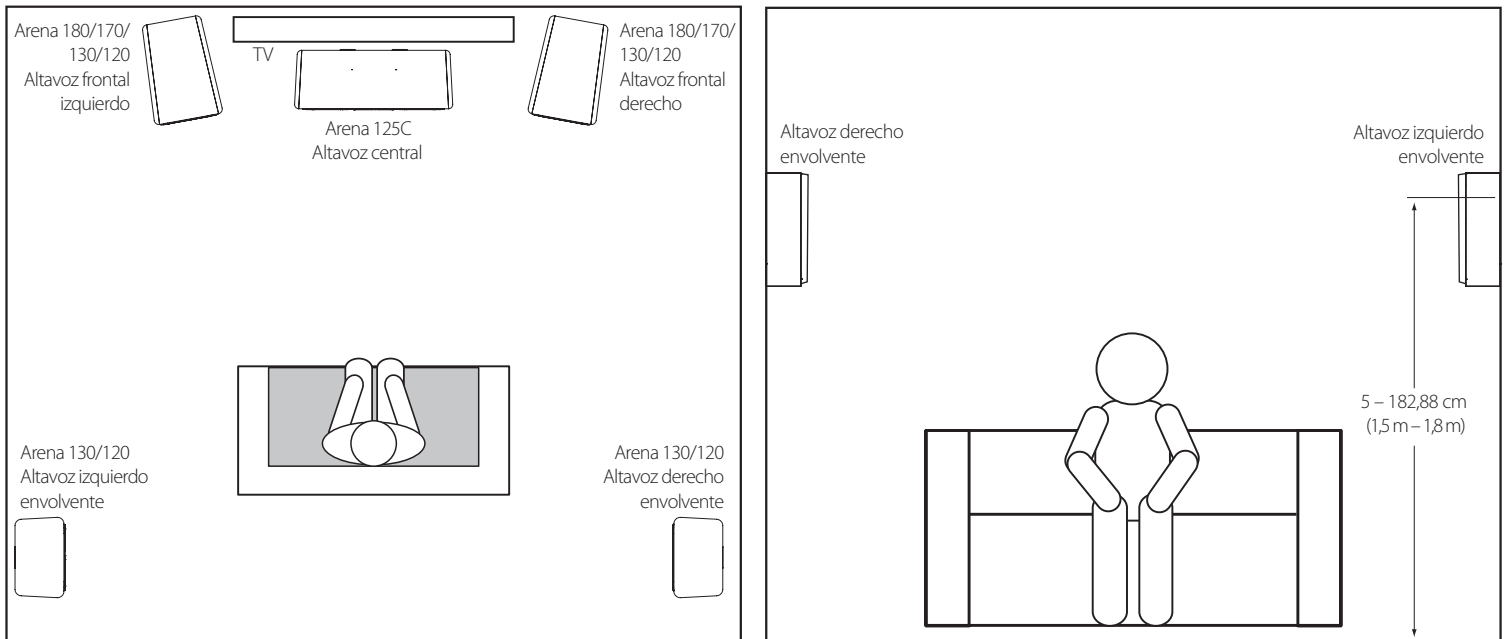 Arena 180/170/
130/120
Altavoz frontal
izquierdo
TV
Arena 125C
Altavoz central
Arena 180/170/
130/120
Altavoz frontal
derecho
Arena 130/120
Altavoz izquierdo
envolvente
Arena 130/120
Altavoz derecho
envolvente
Altavoz derecho
envolvente
Altavoz izquierdo
envolvente
5 – 182,88 cm
(1,5 m – 1,8 m)